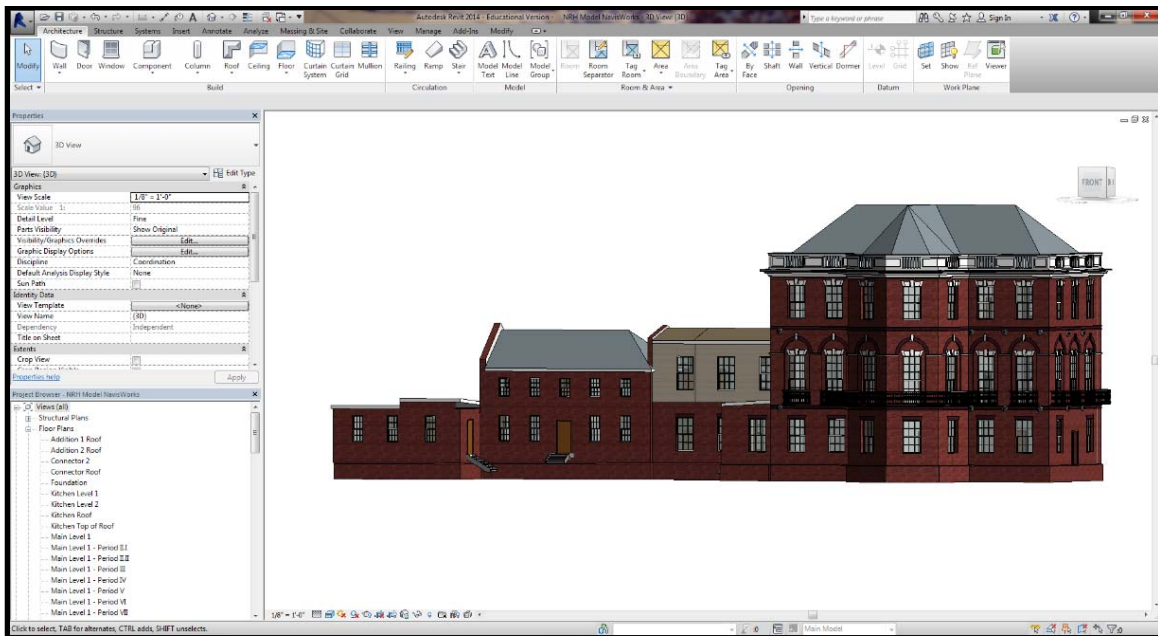 Autodesk Revit 2014 - Educational Version - NRH Model NavisWorks - 3D View: {3D}
Type a keyword or phrase
Sign In
Architecture Structure Systems Insert Annotate Analyze Massing & Site Collaborate View Manage Add-Ins Modify
Modify Wall Door Window Component Column Roof Ceiling Floor Curtain System Curtain Grid Mullion Railing Ramp Stair Model Text Model Line Model Group Room Room Separator Tag Room Area Area Boundary Tag Area By Face Shaft Wall Vertical Dormer Level Grid Set Show Ref Plane Viewer
Select Build Circulation Model Room & Area Opening Datum Work Plane
Properties
3D View
3D View: {3D} Edit Type
Graphics
View Scale 1/8" = 1'-0"
Scale Value 1: 96
Detail Level Fine
Parts Visibility Show Original
Visibility/Graphics Overrides Edit...
Graphic Display Options Edit...
Discipline Coordination
Default Analysis Display Style None
Sun Path
Identity Data
View Template <None>
View Name {3D}
Dependency Independent
Title on Sheet
Extents
Crop View
Properties help Apply
Project Browser - NRH Model NavisWorks
Views (all)
Structural Plans
Floor Plans
Addition 1 Roof
Addition 2 Roof
Connector 2
Connector Roof
Foundation
Kitchen Level 1
Kitchen Level 2
Kitchen Roof
Kitchen Top of Roof
Main Level 1
Main Level 1 - Period II.I
Main Level 1 - Period II.II
Main Level 1 - Period III
Main Level 1 - Period IV
Main Level 1 - Period V
Main Level 1 - Period VI
Main Level 1 - Period VII
FRONT
1/8" = 1'-0"
Click to select, TAB for alternates, CTRL adds, SHIFT unselects.
:0 Main Model
:0